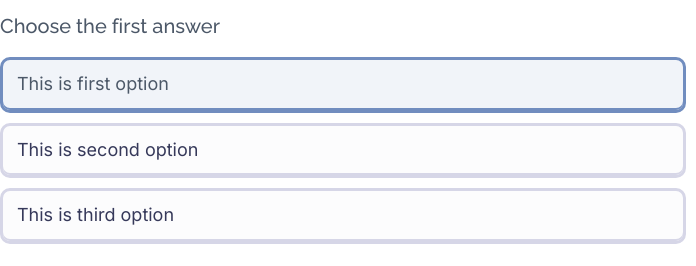 Choose the first answer
This is first option
This is second option
This is third option